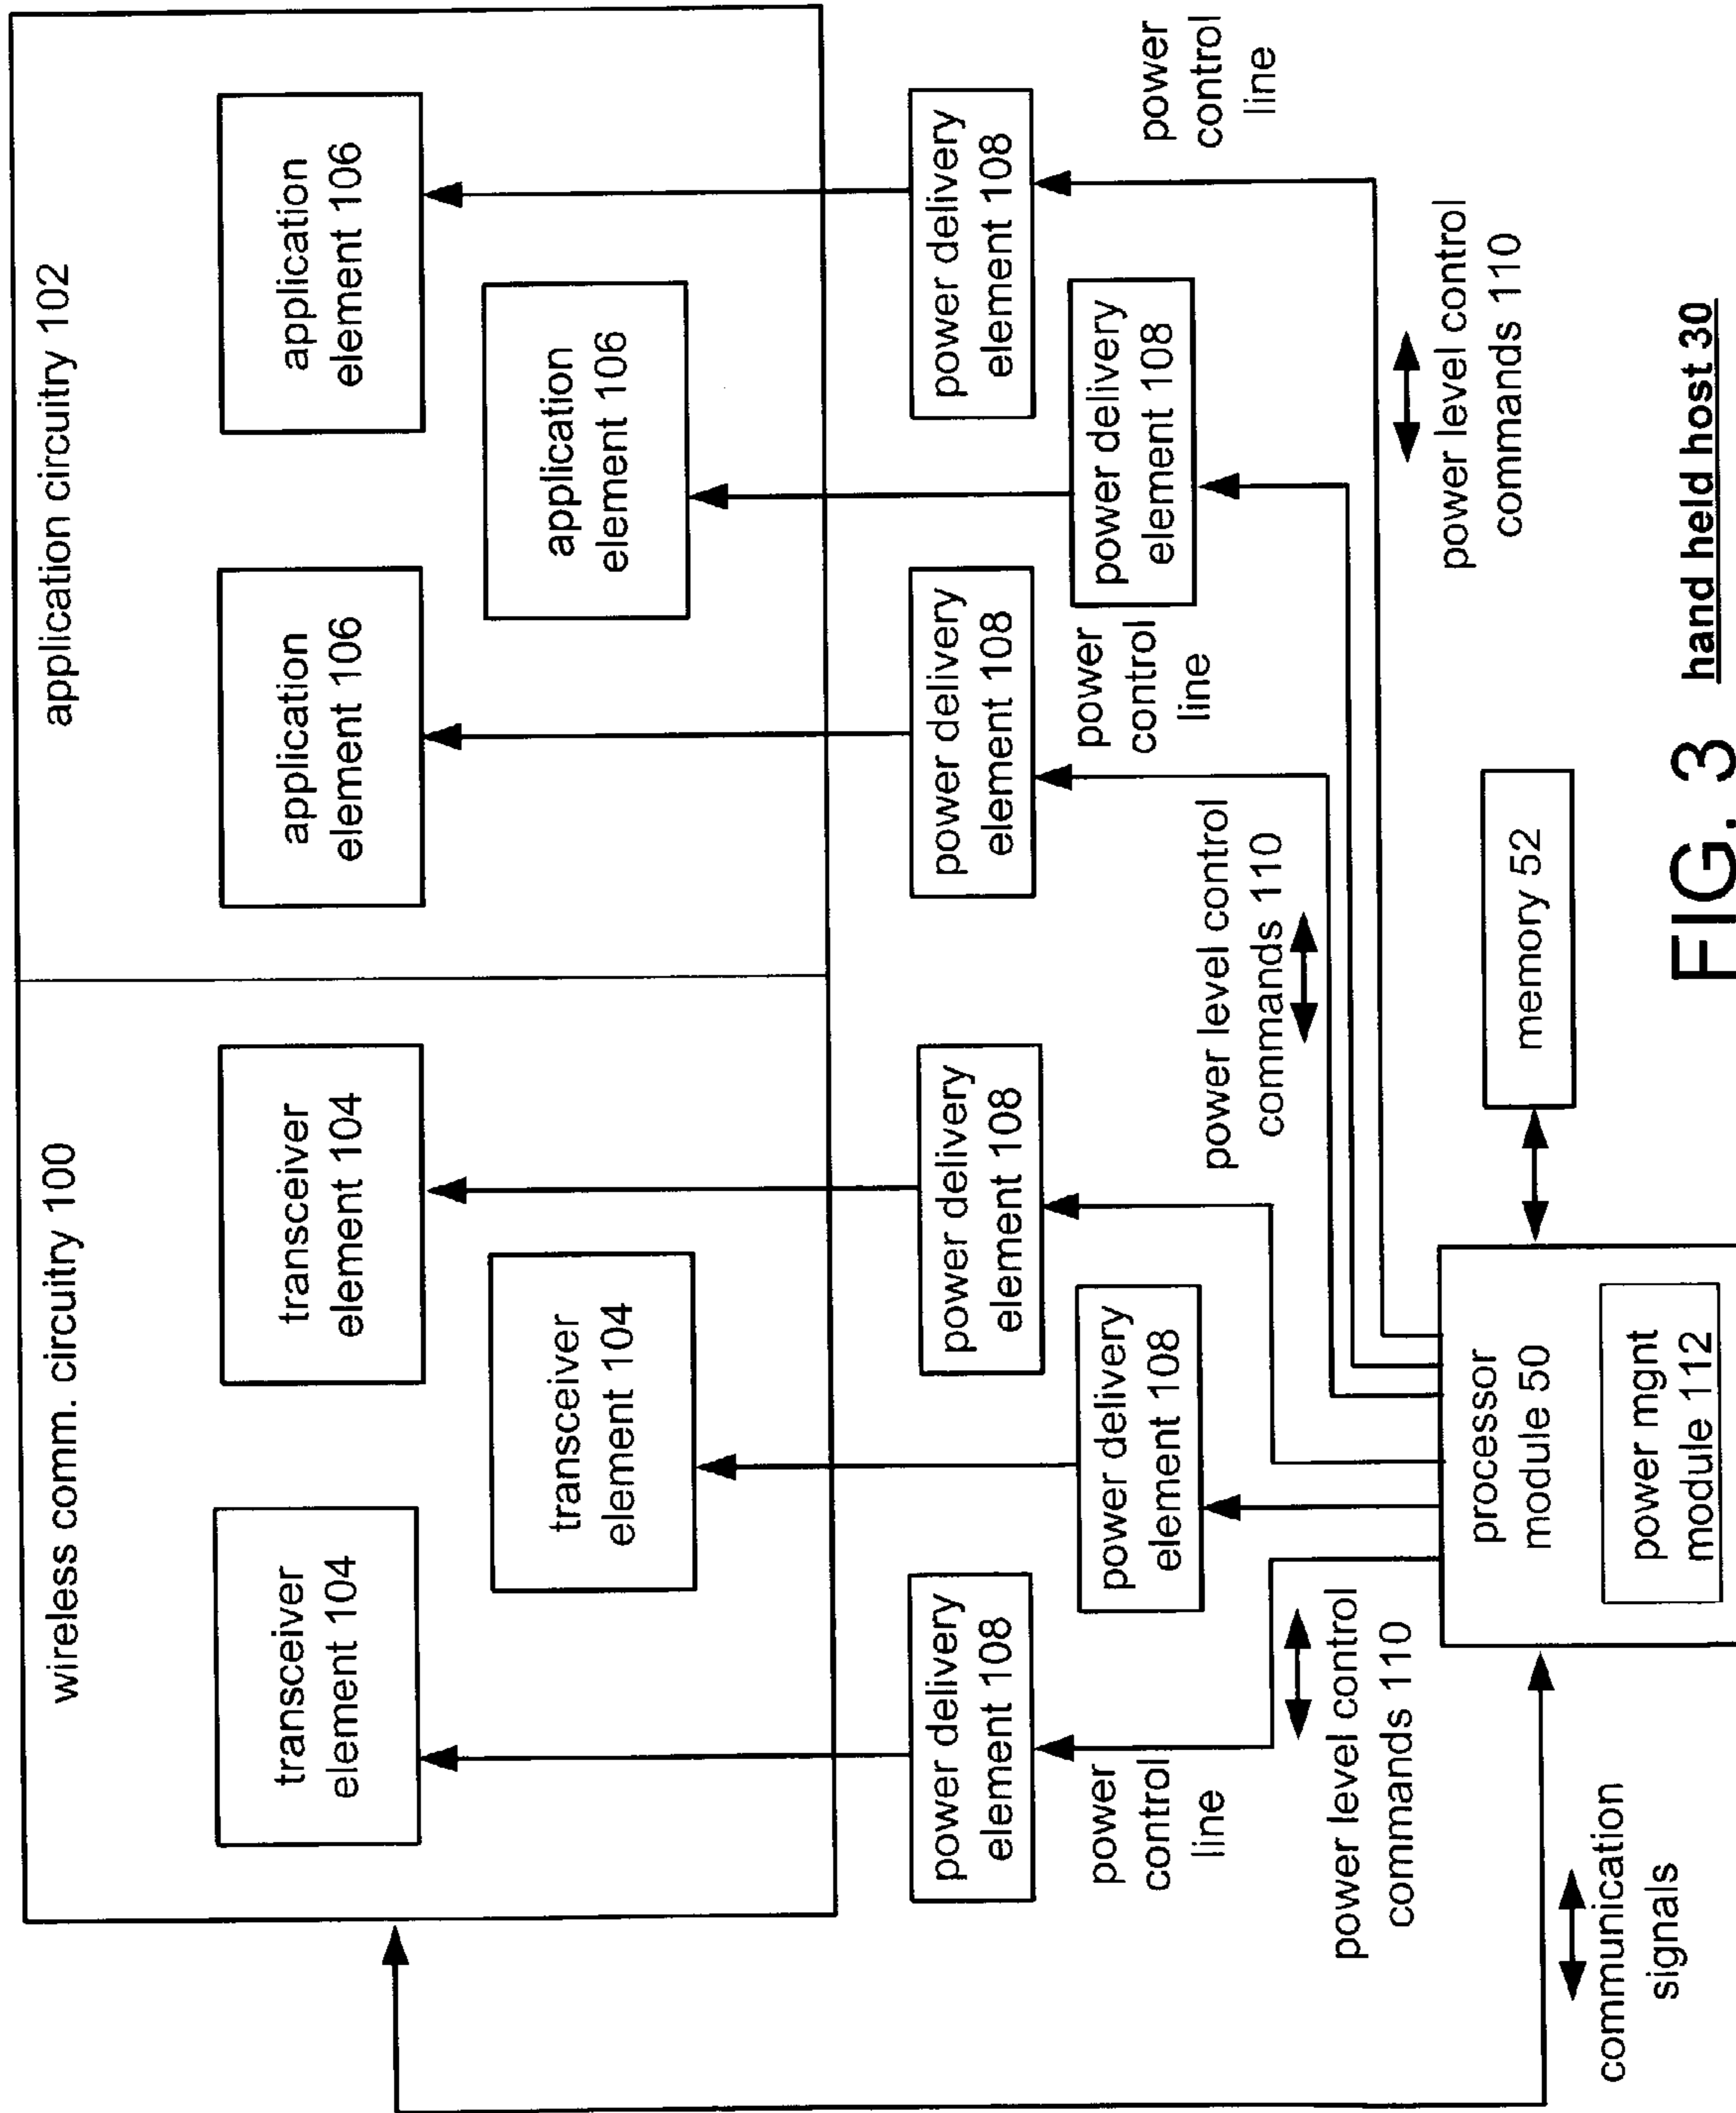 wireless comm. circuitry 100
application circuitry 102
transceiver
element 104
transceiver
element 104
transceiver
element 104
application
element 106
application
element 106
application
element 106
power delivery
element 108
power delivery
element 108
power delivery
element 108
power delivery
element 108
power delivery
element 108
power delivery
element 108
power
control
line
power
control
line
power
control
line
power level control
commands 110
power level control
commands 110
power level control
commands 110
communication
signals
processor
module 50
power mgnt
module 112
memory 52
FIG. 3
hand held host 30